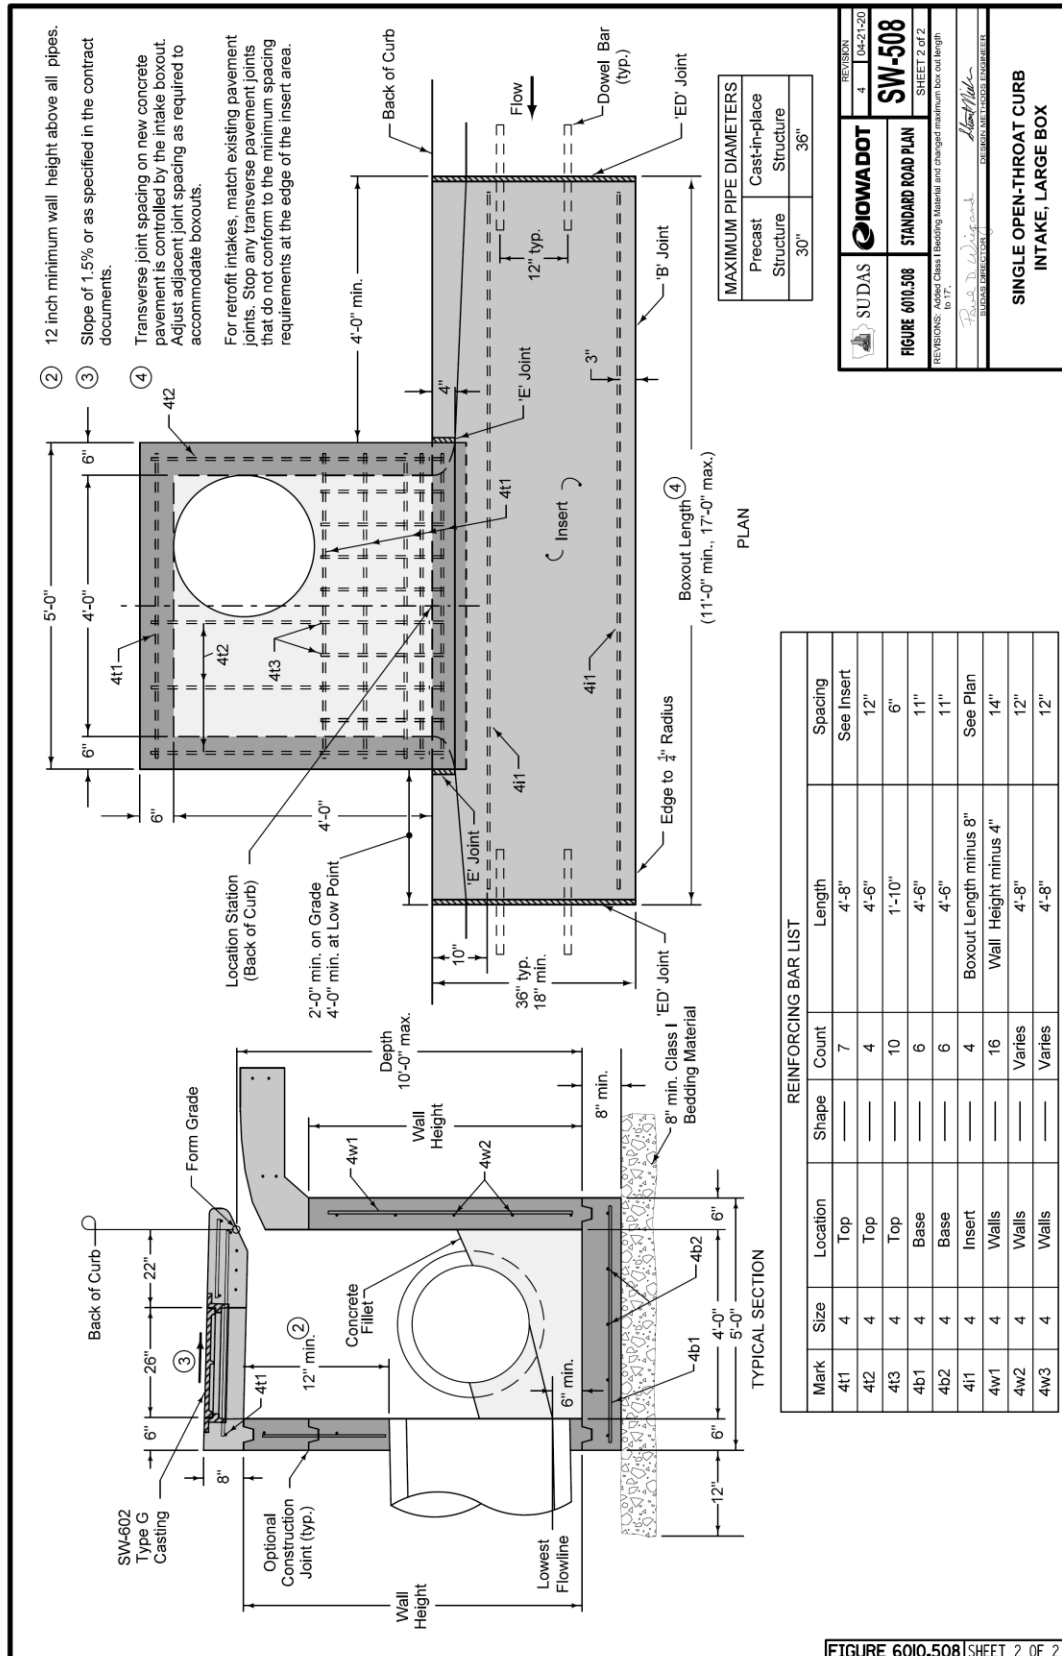 ② 12 inch minimum wall height above all pipes.
③ Slope of 1.5% or as specified in the contract
documents.
④ Transverse joint spacing on new concrete
pavement is controlled by the intake boxout.
Adjust adjacent joint spacing as required to
accommodate boxouts.
For retrofit intakes, match existing pavement
joints. Stop any transverse pavement joints
that do not conform to the minimum spacing
requirements at the edge of the insert area.
Back of Curb
Form Grade
22"
26"
6"
③
4t1
8"
SW-602
Type G
Casting
Optional
Construction
Joint (typ.)
Wall
Height
12" min. ②
Concrete
Fillet
Lowest
Flowline
6" min.
Depth
10'-0" max.
Wall
Height
4w1
4w2
8" min.
8" min. Class I
Bedding Material
4b2
4b1
6"
4'-0"
5'-0"
6"
12"
TYPICAL SECTION
5'-0"
6"
4'-0"
6"
4t2
4t1
4t2
4t3
4t1
6"
4'-0"
Location Station
(Back of Curb)
2'-0" min. on Grade
4'-0" min. at Low Point
4'-0" min.
Back of Curb
Flow
Dowel Bar
(typ.)
'ED' Joint
12" typ.
4"
'E' Joint
'E' Joint
10"
36" typ.
18" min.
'ED' Joint
4i1
4i1
Insert
3"
'B' Joint
Edge to 1/4" Radius
Boxout Length ④
(11'-0" min., 17'-0" max.)
PLAN
MAXIMUM PIPE DIAMETERS
Precast Structure Cast-in-place Structure
30" 36"
REINFORCING BAR LIST
Mark Size Location Shape Count Length Spacing
4t1 4 Top 7 4'-8" See Insert
4t2 4 Top 4 4'-6" 12"
4t3 4 Top 10 1'-10" 6"
4b1 4 Base 6 4'-6" 11"
4b2 4 Base 6 4'-6" 11"
4i1 4 Insert 4 Boxout Length minus 8" See Plan
4w1 4 Walls 16 Wall Height minus 4" 14"
4w2 4 Walls Varies 4'-8" 12"
4w3 4 Walls Varies 4'-8" 12"
SUDAS
IOWADOT
REVISION
4 04-21-20
SW-508
SHEET 2 of 2
FIGURE 6010.508 STANDARD ROAD PLAN
REVISIONS: Added Class I Bedding Material and changed maximum box out length
to 17'.
Paul D. Wiegand
SUDAS DIRECTOR
DESIGN METHODS ENGINEER
SINGLE OPEN-THROAT CURB
INTAKE, LARGE BOX
FIGURE 6010.508 SHEET 2 OF 2